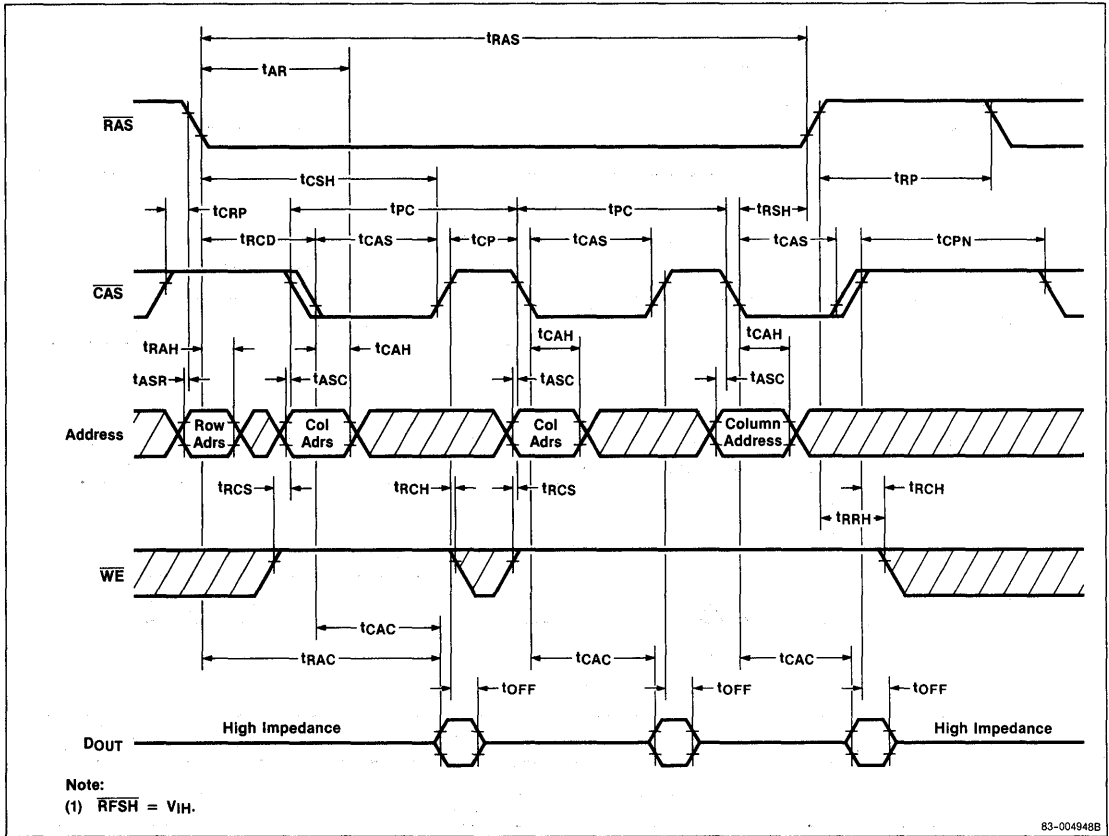 tRAS
tAR
RAS
tCSH
tRP
tCRP
tPC
tPC
tRSH
tRCD
tCAS
tCP
tCAS
tCAS
tCPN
CAS
tRAH
tCAH
tCAH
tCAH
tASR
tASC
tASC
tASC
Address
Row Adrs
Col Adrs
Col Adrs
Column Address
tRCS
tRCH
tRCS
tRCH
tRRH
WE
tCAC
tRAC
tCAC
tCAC
tOFF
tOFF
tOFF
High Impedance
High Impedance
DOUT
Note:
(1) RFSH = VIH.
83-004948B